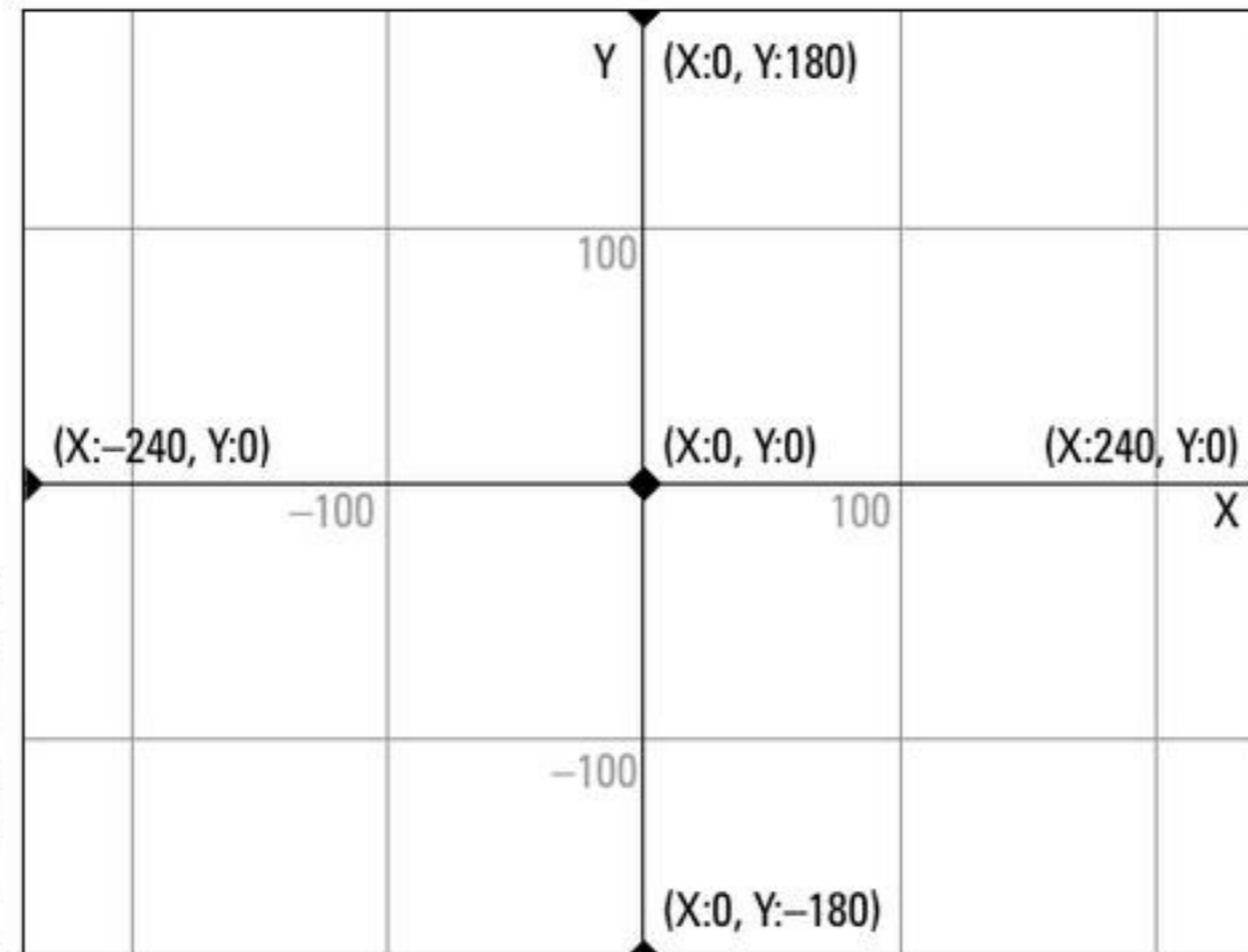 Y (X:0, Y:180)
100
(X:–240, Y:0) (X:0, Y:0) (X:240, Y:0)
–100 100 X
–100
(X:0, Y:–180)